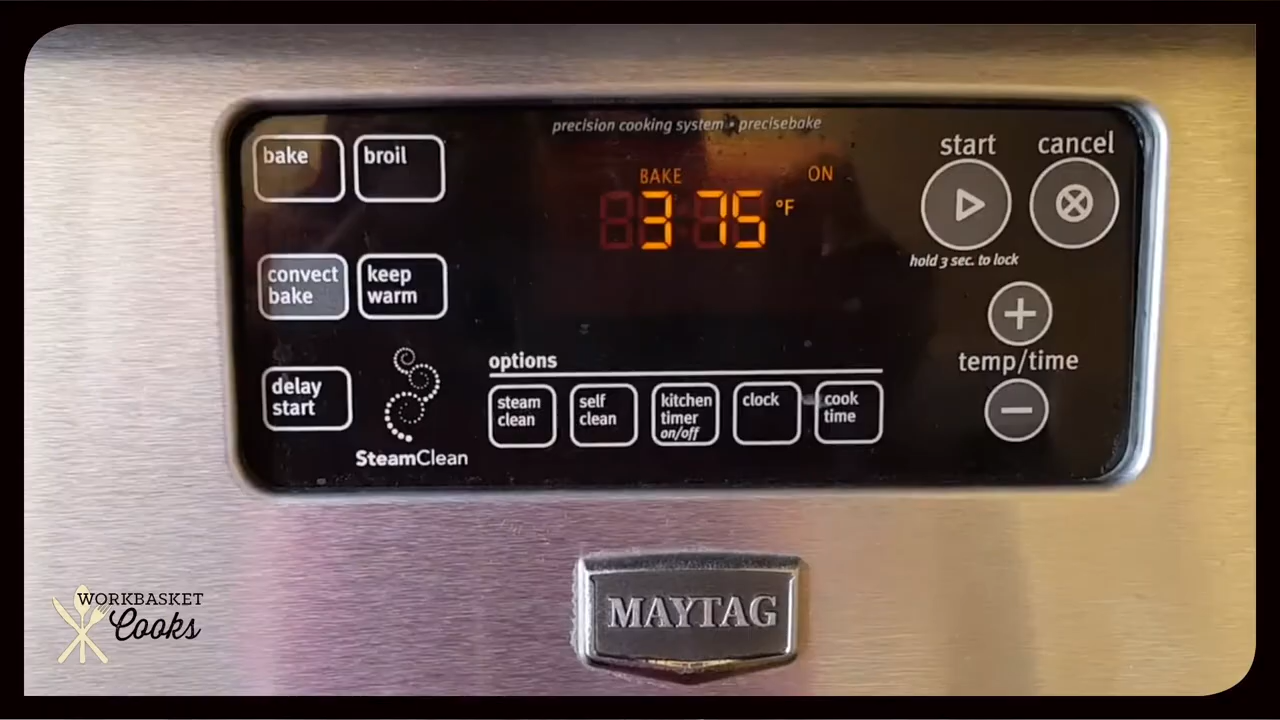 precision cooking system • precisebake
bake
broil
BAKE
ON
375 °F
start
cancel
hold 3 sec. to lock
convect
bake
keep
warm
temp/time
delay
start
SteamClean
options
steam
clean
self
clean
kitchen
timer
on/off
clock
cook
time
MAYTAG
WORKBASKET
Cooks